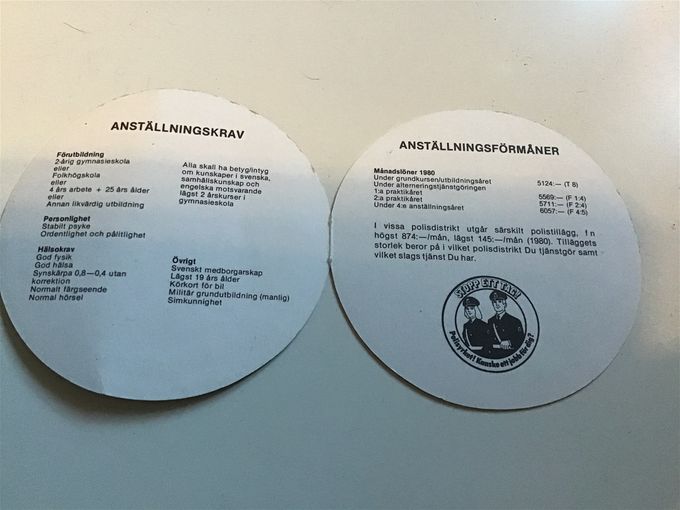 ANSTÄLLNINGSKRAV
Förutbildning
2-årig gymnasieskola
eller
Folkhögskola
eller
4 års arbete + 25 års ålder
eller
Annan likvärdig utbildning
Alla skall ha betyg/intyg
om kunskaper i svenska,
samhällskunskap och
engelska motsvarande
lägst 2 årskurser i
gymnasieskola
Personlighet
Stabilt psyke
Ordentlighet och pålitlighet
Hälsokrav
God fysik
God hälsa
Synskärpa 0,8—0,4 utan
korrektion
Normalt färgseende
Normal hörsel
Övrigt
Svenskt medborgarskap
Lägst 19 års ålder
Körkort för bil
Militär grundutbildning (manlig)
Simkunnighet
ANSTÄLLNINGSFÖRMÅNER
Månadslöner 1980
Under grundkursen/utbildningsåret 5124:— (T 8)
Under alterneringstjänstgöringen
1:a praktikåret 5569:— (F 1:4)
2:a praktikåret 5711:— (F 2:4)
Under 4:e anställningsåret 6057:— (F 4:5)
I vissa polisdistrikt utgår särskilt polistillägg, f n
högst 874:—/mån, lägst 145:—/mån (1980). Tilläggets
storlek beror på i vilket polisdistrikt Du tjänstgör samt
vilket slags tjänst Du har.
STOPP ETT TAG!
Polisyrket! Kanske ett jobb för dig?